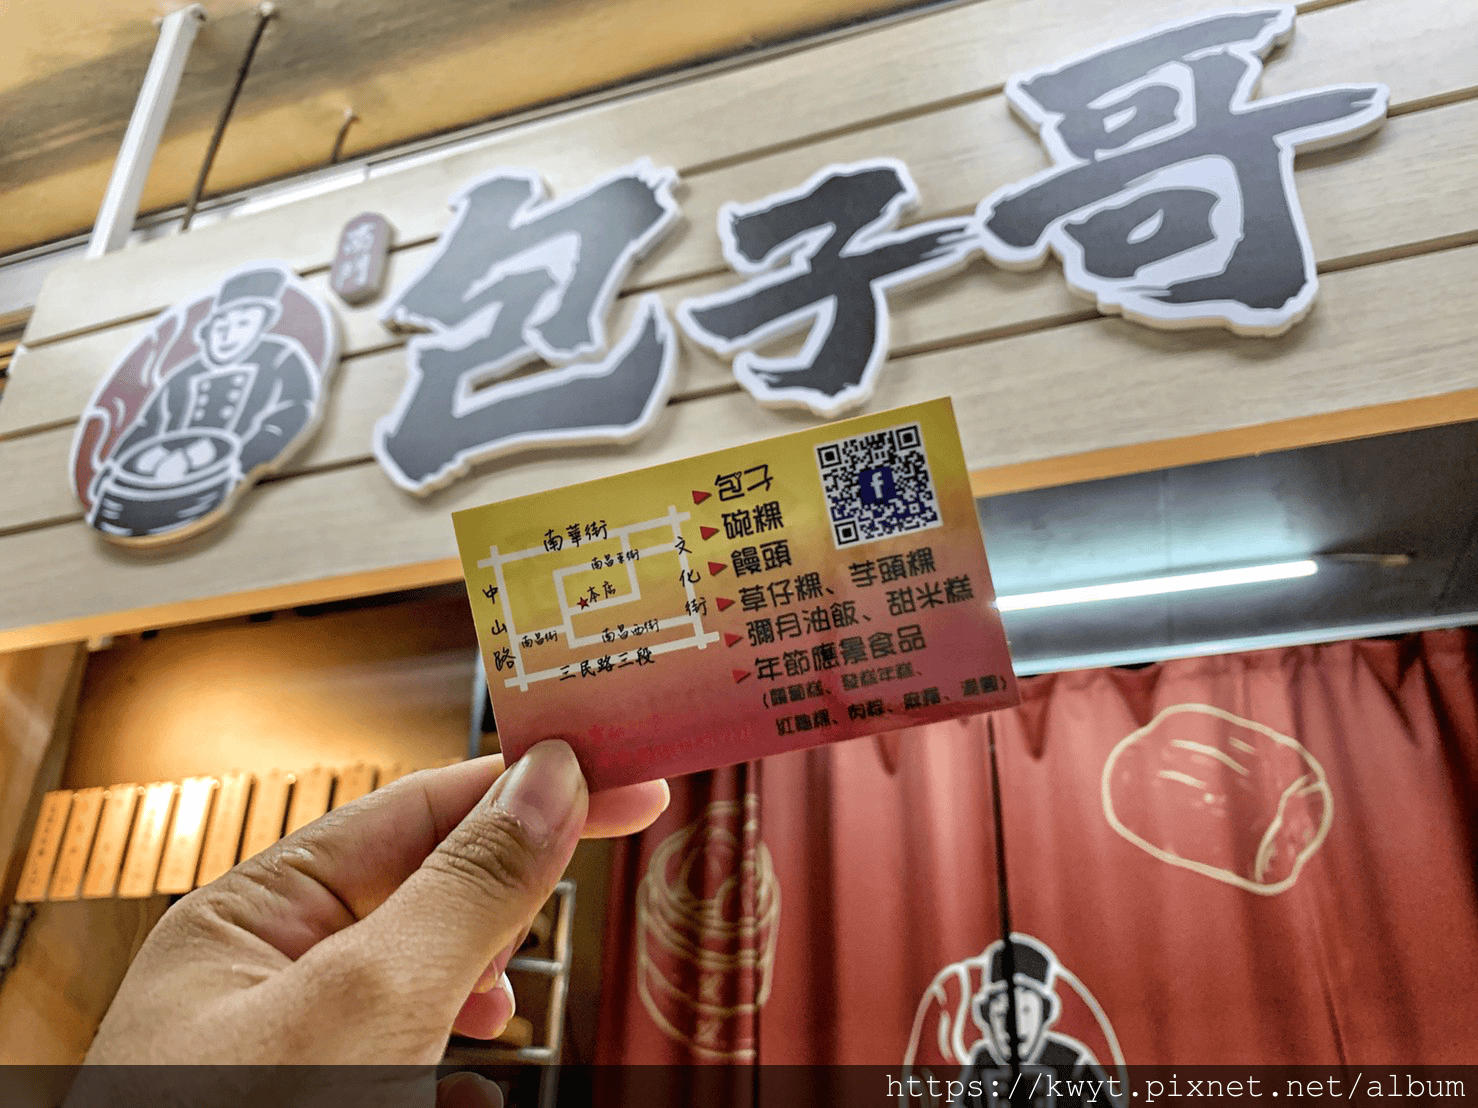 包子哥
包子
碗粿
饅頭
草仔粿、芋頭粿
彌月油飯、甜米糕
年節應景食品
(蘿蔔糕、發糕年糕、
紅龜粿、肉粽、麻糬、湯圓)
南華街
南昌東街
文化街
中山路
本店
南昌街
南昌西街
三民路三段
f
https://kwyt.pixnet.net/album